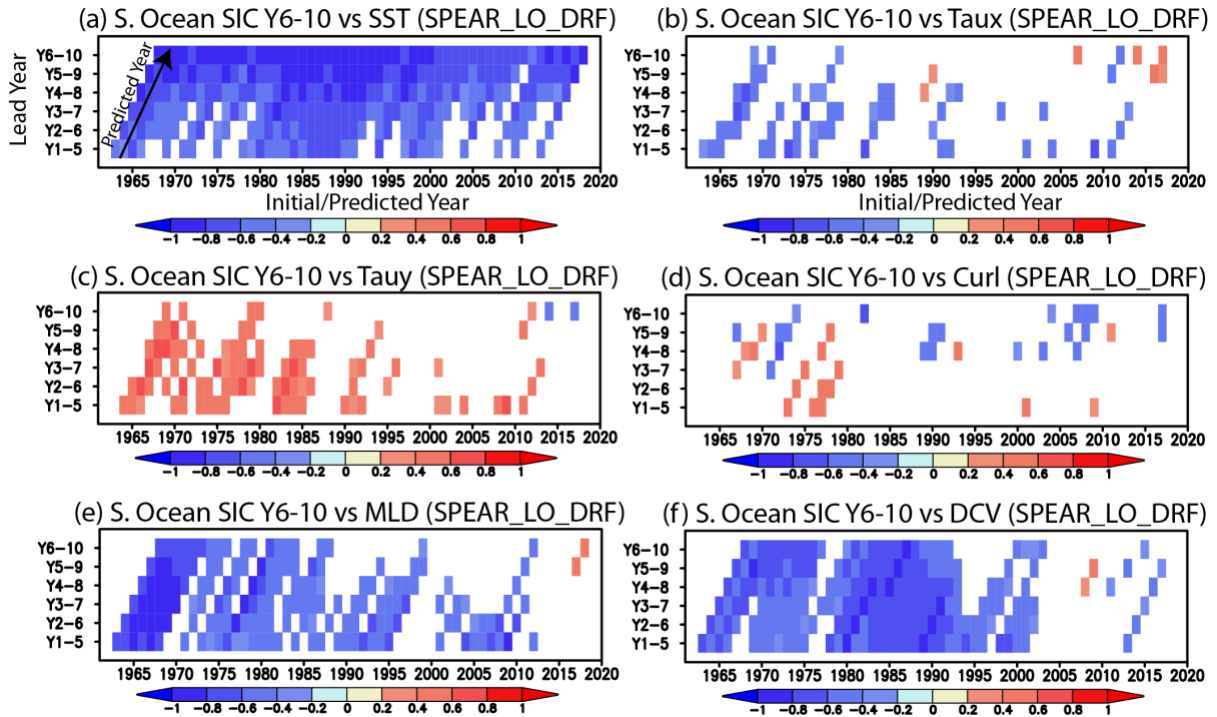 (a) S. Ocean SIC Y6-10 vs SST (SPEAR_LO_DRF)
Lead Year
Y6-10
Y5-9
Y4-8
Y3-7
Y2-6
Y1-5
Predicted Year
1965 1970 1975 1980 1985 1990 1995 2000 2005 2010 2015 2020
Initial/Predicted Year
-1 -0.8 -0.6 -0.4 -0.2 0 0.2 0.4 0.6 0.8 1
(b) S. Ocean SIC Y6-10 vs Taux (SPEAR_LO_DRF)
Y6-10
Y5-9
Y4-8
Y3-7
Y2-6
Y1-5
1965 1970 1975 1980 1985 1990 1995 2000 2005 2010 2015 2020
Initial/Predicted Year
-1 -0.8 -0.6 -0.4 -0.2 0 0.2 0.4 0.6 0.8 1
(c) S. Ocean SIC Y6-10 vs Tauy (SPEAR_LO_DRF)
Y6-10
Y5-9
Y4-8
Y3-7
Y2-6
Y1-5
1965 1970 1975 1980 1985 1990 1995 2000 2005 2010 2015 2020
-1 -0.8 -0.6 -0.4 -0.2 0 0.2 0.4 0.6 0.8 1
(d) S. Ocean SIC Y6-10 vs Curl (SPEAR_LO_DRF)
Y6-10
Y5-9
Y4-8
Y3-7
Y2-6
Y1-5
1965 1970 1975 1980 1985 1990 1995 2000 2005 2010 2015 2020
-1 -0.8 -0.6 -0.4 -0.2 0 0.2 0.4 0.6 0.8 1
(e) S. Ocean SIC Y6-10 vs MLD (SPEAR_LO_DRF)
Y6-10
Y5-9
Y4-8
Y3-7
Y2-6
Y1-5
1965 1970 1975 1980 1985 1990 1995 2000 2005 2010 2015 2020
-1 -0.8 -0.6 -0.4 -0.2 0 0.2 0.4 0.6 0.8 1
(f) S. Ocean SIC Y6-10 vs DCV (SPEAR_LO_DRF)
Y6-10
Y5-9
Y4-8
Y3-7
Y2-6
Y1-5
1965 1970 1975 1980 1985 1990 1995 2000 2005 2010 2015 2020
-1 -0.8 -0.6 -0.4 -0.2 0 0.2 0.4 0.6 0.8 1